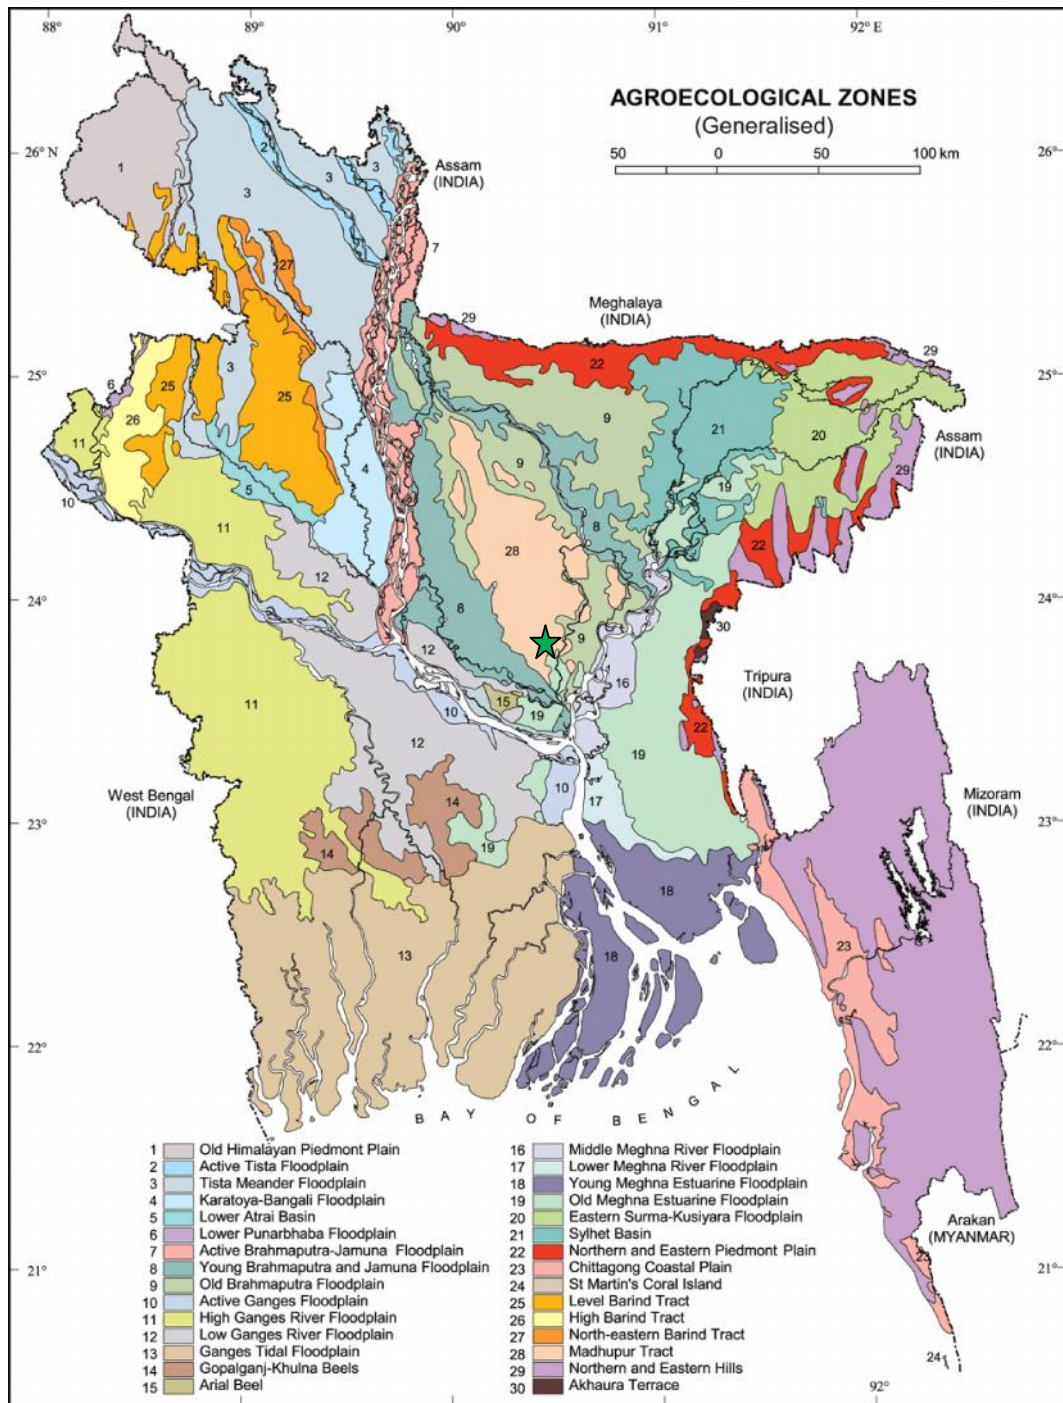 88°
89°
90°
91°
92° E
AGROECOLOGICAL ZONES
(Generalised)
50 0 50 100 km
26° N
26°
Assam
(INDIA)
1
2
3
3
3
7
27
Meghalaya
(INDIA)
29
22
29
25°
25°
6
25
3
25
26
11
9
21
20
Assam
(INDIA)
10
5
4
9
19
29
11
8
28
22
12
24°
24°
8
30
9
12
16
Tripura
(INDIA)
11
15
10
19
22
12
19
West Bengal
(INDIA)
10
17
Mizoram
(INDIA)
23°
23°
14
14
19
18
13
18
23
22°
22°
BAY OF BENGAL
Arakan
(MYANMAR)
23
21°
21°
24
92°
1 Old Himalayan Piedmont Plain
2 Active Tista Floodplain
3 Tista Meander Floodplain
4 Karatoya-Bangali Floodplain
5 Lower Atrai Basin
6 Lower Punarbhaba Floodplain
7 Active Brahmaputra-Jamuna Floodplain
8 Young Brahmaputra and Jamuna Floodplain
9 Old Brahmaputra Floodplain
10 Active Ganges Floodplain
11 High Ganges River Floodplain
12 Low Ganges River Floodplain
13 Ganges Tidal Floodplain
14 Gopalganj-Khulna Beels
15 Arial Beel
16 Middle Meghna River Floodplain
17 Lower Meghna River Floodplain
18 Young Meghna Estuarine Floodplain
19 Old Meghna Estuarine Floodplain
20 Eastern Surma-Kusiyara Floodplain
21 Sylhet Basin
22 Northern and Eastern Piedmont Plain
23 Chittagong Coastal Plain
24 St Martin's Coral Island
25 Level Barind Tract
26 High Barind Tract
27 North-eastern Barind Tract
28 Madhupur Tract
29 Northern and Eastern Hills
30 Akhaura Terrace